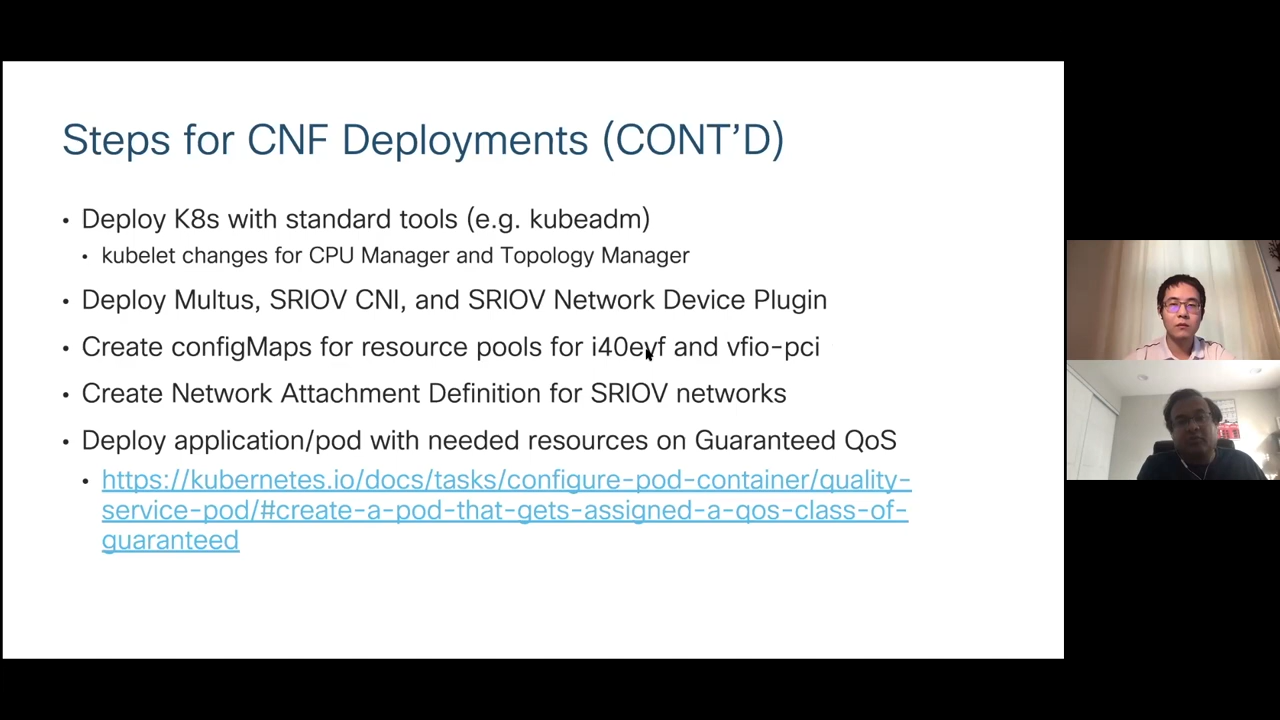 Steps for CNF Deployments (CONT'D)
• Deploy K8s with standard tools (e.g. kubeadm)
• kubelet changes for CPU Manager and Topology Manager
• Deploy Multus, SRIOV CNI, and SRIOV Network Device Plugin
• Create configMaps for resource pools for i40evf and vfio-pci
• Create Network Attachment Definition for SRIOV networks
• Deploy application/pod with needed resources on Guaranteed QoS
• https://kubernetes.io/docs/tasks/configure-pod-container/quality-
service-pod/#create-a-pod-that-gets-assigned-a-qos-class-of-
guaranteed